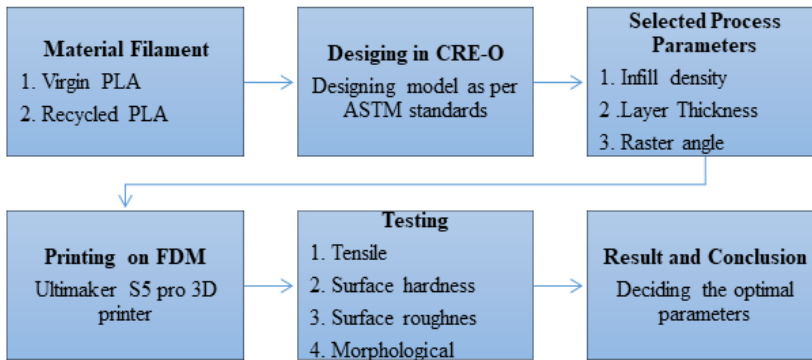 Material Filament
1. Virgin PLA
2. Recycled PLA
Desiging in CRE-O
Designing model as per
ASTM standards
Selected Process
Parameters
1. Infill density
2 .Layer Thickness
3. Raster angle
Printing on FDM
Ultimaker S5 pro 3D
printer
Testing
1. Tensile
2. Surface hardness
3. Surface roughnes
4. Morphological
Result and Conclusion
Deciding the optimal
parameters